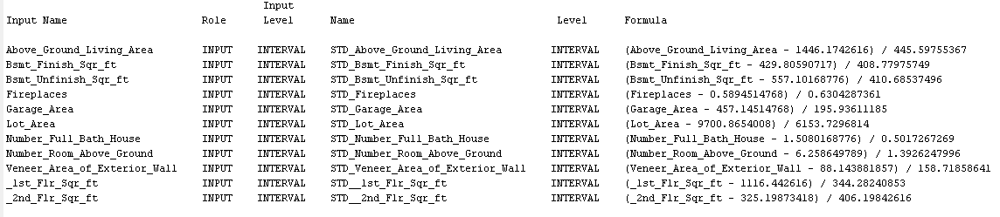 Input
Input Name Role Level Name Level Formula
Above_Ground_Living_Area INPUT INTERVAL STD_Above_Ground_Living_Area INTERVAL (Above_Ground_Living_Area - 1446.1742616) / 445.59755367
Bsmt_Finish_Sqr_ft INPUT INTERVAL STD_Bsmt_Finish_Sqr_ft INTERVAL (Bsmt_Finish_Sqr_ft - 429.80590717) / 408.77975749
Bsmt_Unfinish_Sqr_ft INPUT INTERVAL STD_Bsmt_Unfinish_Sqr_ft INTERVAL (Bsmt_Unfinish_Sqr_ft - 557.10168776) / 410.68537496
Fireplaces INPUT INTERVAL STD_Fireplaces INTERVAL (Fireplaces - 0.5894514768) / 0.6304287361
Garage_Area INPUT INTERVAL STD_Garage_Area INTERVAL (Garage_Area - 457.14514768) / 195.93611185
Lot_Area INPUT INTERVAL STD_Lot_Area INTERVAL (Lot_Area - 9700.8654008) / 6153.7296814
Number_Full_Bath_House INPUT INTERVAL STD_Number_Full_Bath_House INTERVAL (Number_Full_Bath_House - 1.5080168776) / 0.5017267269
Number_Room_Above_Ground INPUT INTERVAL STD_Number_Room_Above_Ground INTERVAL (Number_Room_Above_Ground - 6.258649789) / 1.3926247996
Veneer_Area_of_Exterior_Wall INPUT INTERVAL STD_Veneer_Area_of_Exterior_Wall INTERVAL (Veneer_Area_of_Exterior_Wall - 88.143881857) / 158.71858641
_1st_Flr_Sqr_ft INPUT INTERVAL STD__1st_Flr_Sqr_ft INTERVAL (_1st_Flr_Sqr_ft - 1116.442616) / 344.28240853
_2nd_Flr_Sqr_ft INPUT INTERVAL STD__2nd_Flr_Sqr_ft INTERVAL (_2nd_Flr_Sqr_ft - 325.19873418) / 406.19842616